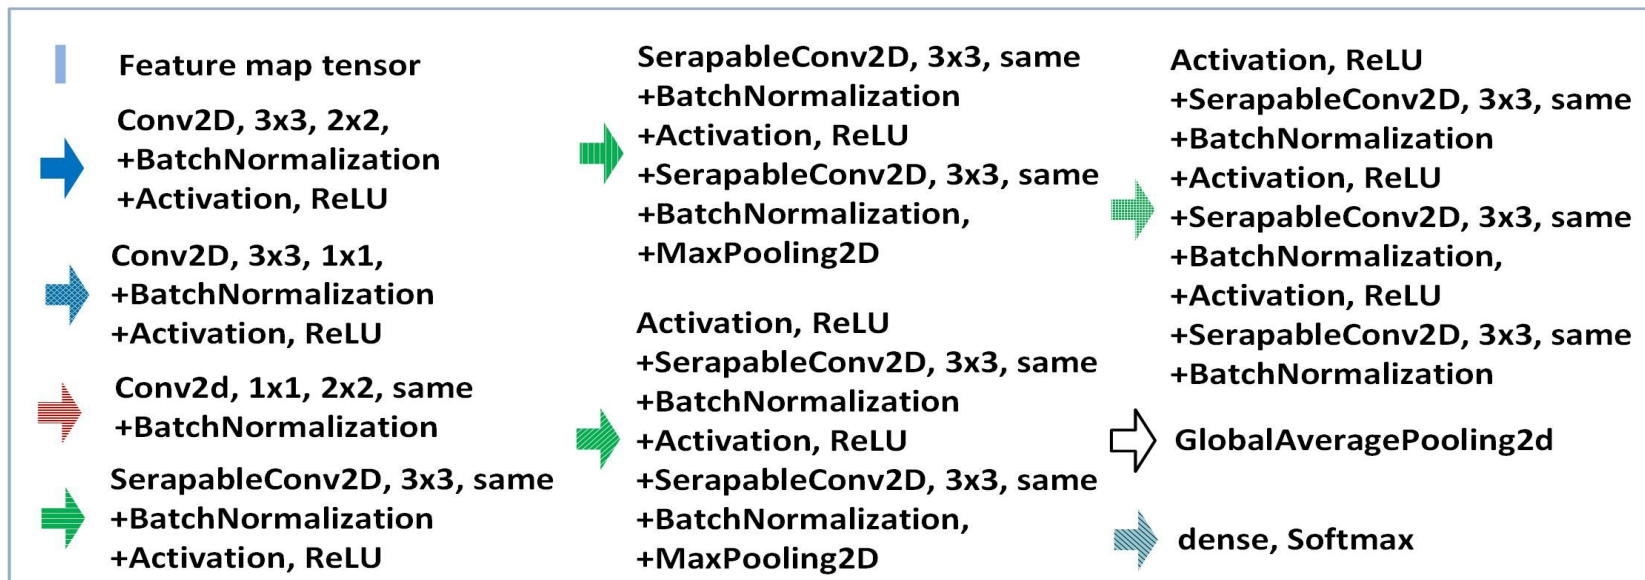 Feature map tensor
Conv2D, 3x3, 2x2,
+BatchNormalization
+Activation, ReLU
Conv2D, 3x3, 1x1,
+BatchNormalization
+Activation, ReLU
Conv2d, 1x1, 2x2, same
+BatchNormalization
SerapableConv2D, 3x3, same
+BatchNormalization
+Activation, ReLU
SerapableConv2D, 3x3, same
+BatchNormalization
+Activation, ReLU
+SerapableConv2D, 3x3, same
+BatchNormalization,
+MaxPooling2D
Activation, ReLU
+SerapableConv2D, 3x3, same
+BatchNormalization
+Activation, ReLU
+SerapableConv2D, 3x3, same
+BatchNormalization,
+MaxPooling2D
Activation, ReLU
+SerapableConv2D, 3x3, same
+BatchNormalization
+Activation, ReLU
+SerapableConv2D, 3x3, same
+BatchNormalization,
+Activation, ReLU
+SerapableConv2D, 3x3, same
+BatchNormalization
GlobalAveragePooling2d
dense, Softmax